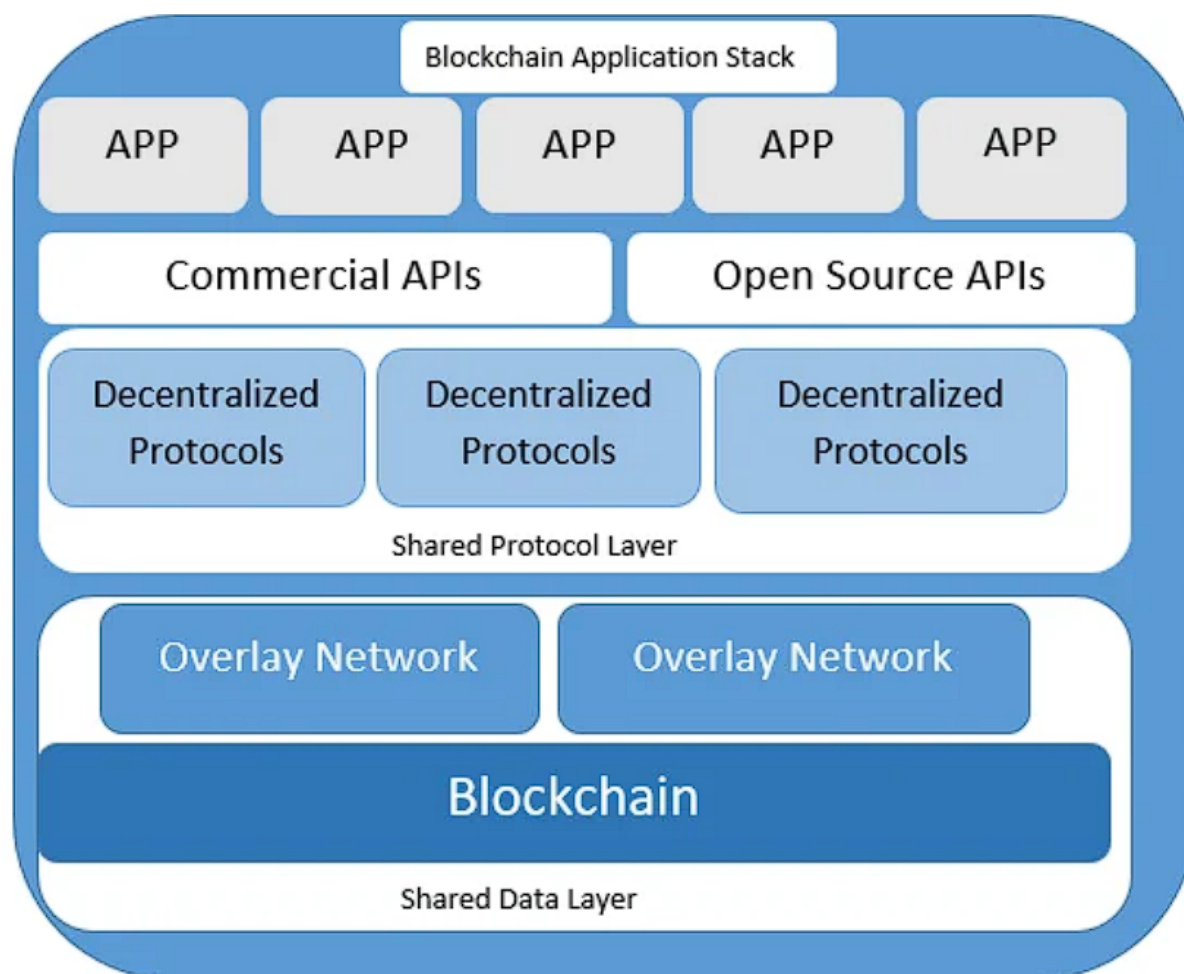 Blockchain Application Stack
APP
APP
APP
APP
APP
Commercial APIs
Open Source APIs
Decentralized
Protocols
Decentralized
Protocols
Decentralized
Protocols
Shared Protocol Layer
Overlay Network
Overlay Network
Blockchain
Shared Data Layer